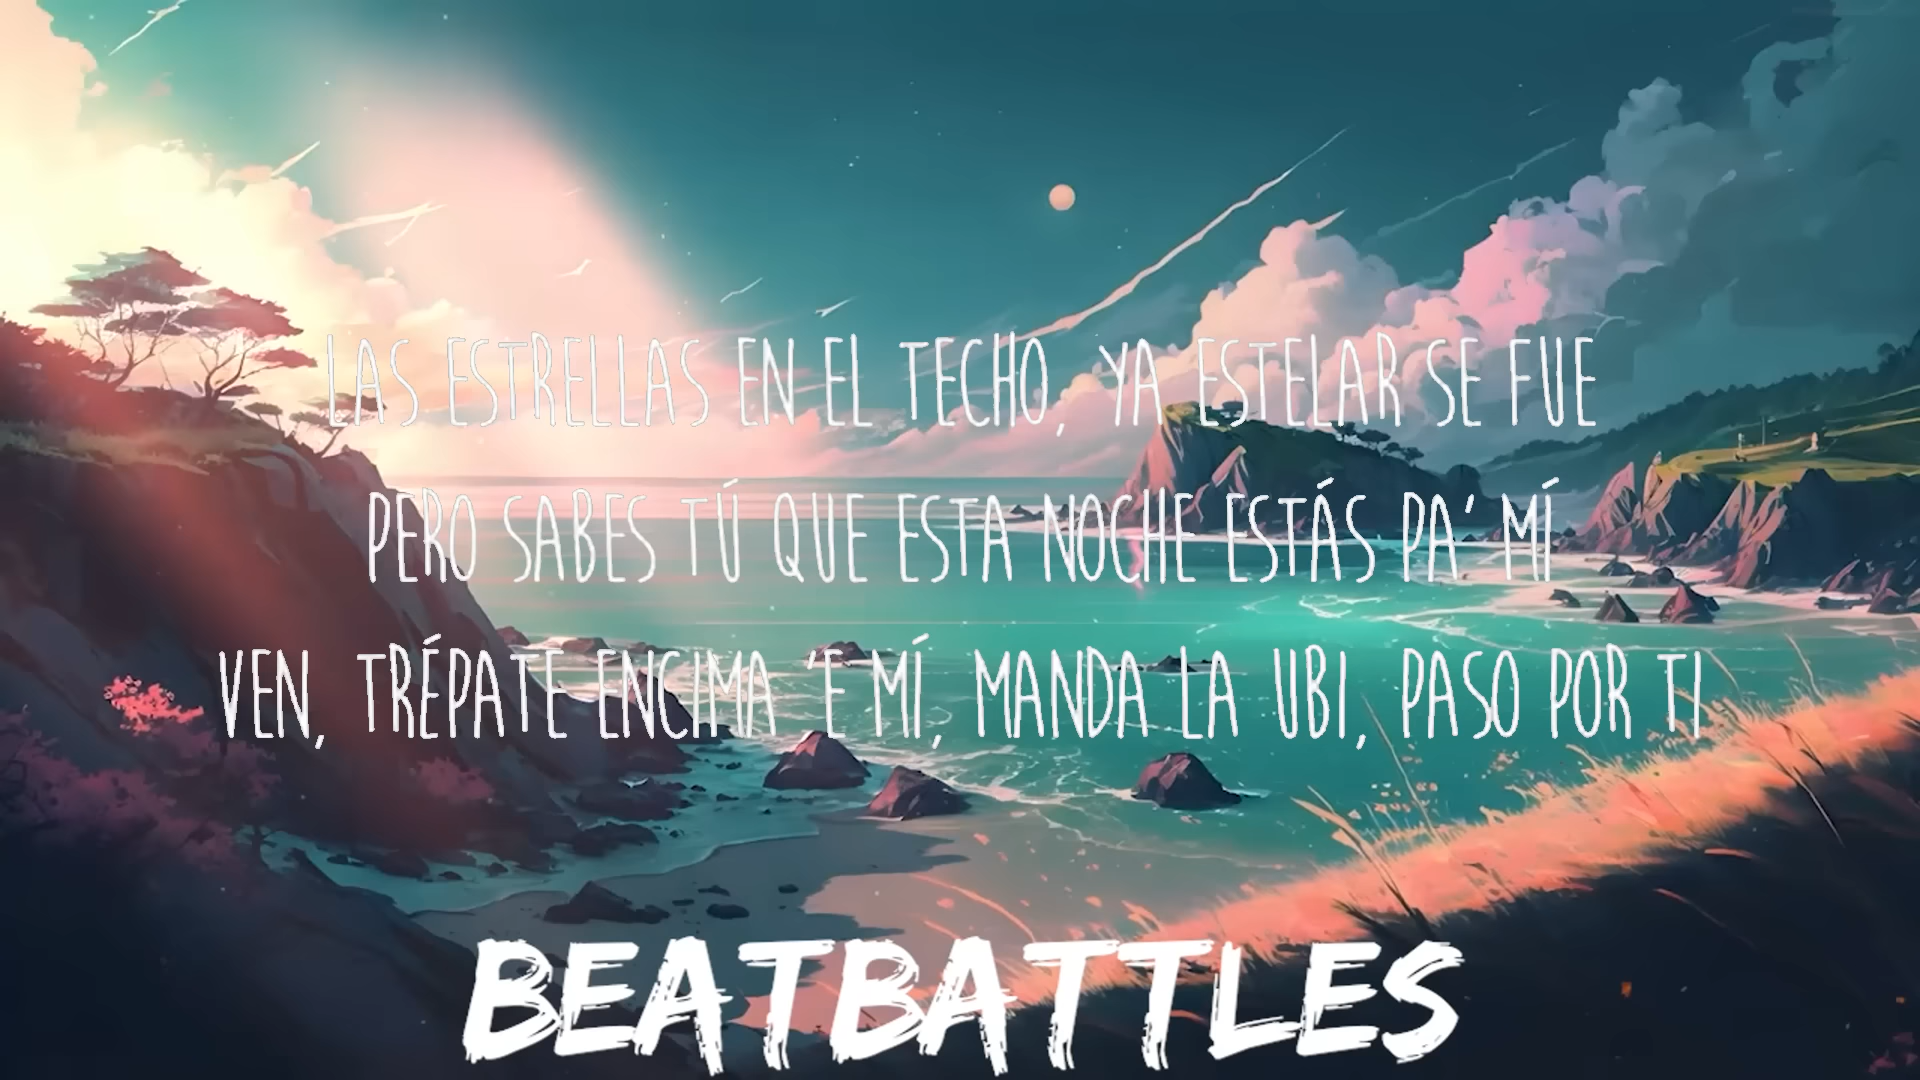 LAS ESTRELLAS EN EL TECHO, YA ESTELAR SE FUE
PERO SABES TÚ QUE ESTA NOCHE ESTÁS PA' MÍ
VEN, TRÉPATE ENCIMA 'E MÍ, MANDA LA UBI, PASO POR TI
BEATBATTLES